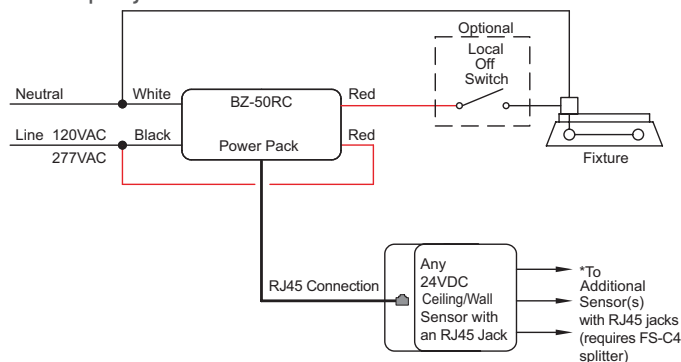 Optional
Local
Off
Switch
Neutral
White
BZ-50RC
Red
Line 120VAC
277VAC
Black
Power Pack
Red
Fixture
RJ45 Connection
Any
24VDC
Ceiling/Wall
Sensor with
an RJ45 Jack
*To
Additional
Sensor(s)
with RJ45 jacks
(requires FS-C4
splitter)